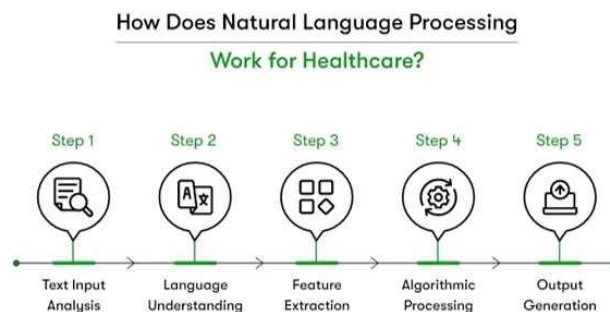 How Does Natural Language Processing
Work for Healthcare?
Step 1
Step 2
Step 3
Step 4
Step 5
A 文
Text Input
Analysis
Language
Understanding
Feature
Extraction
Algorithmic
Processing
Output
Generation